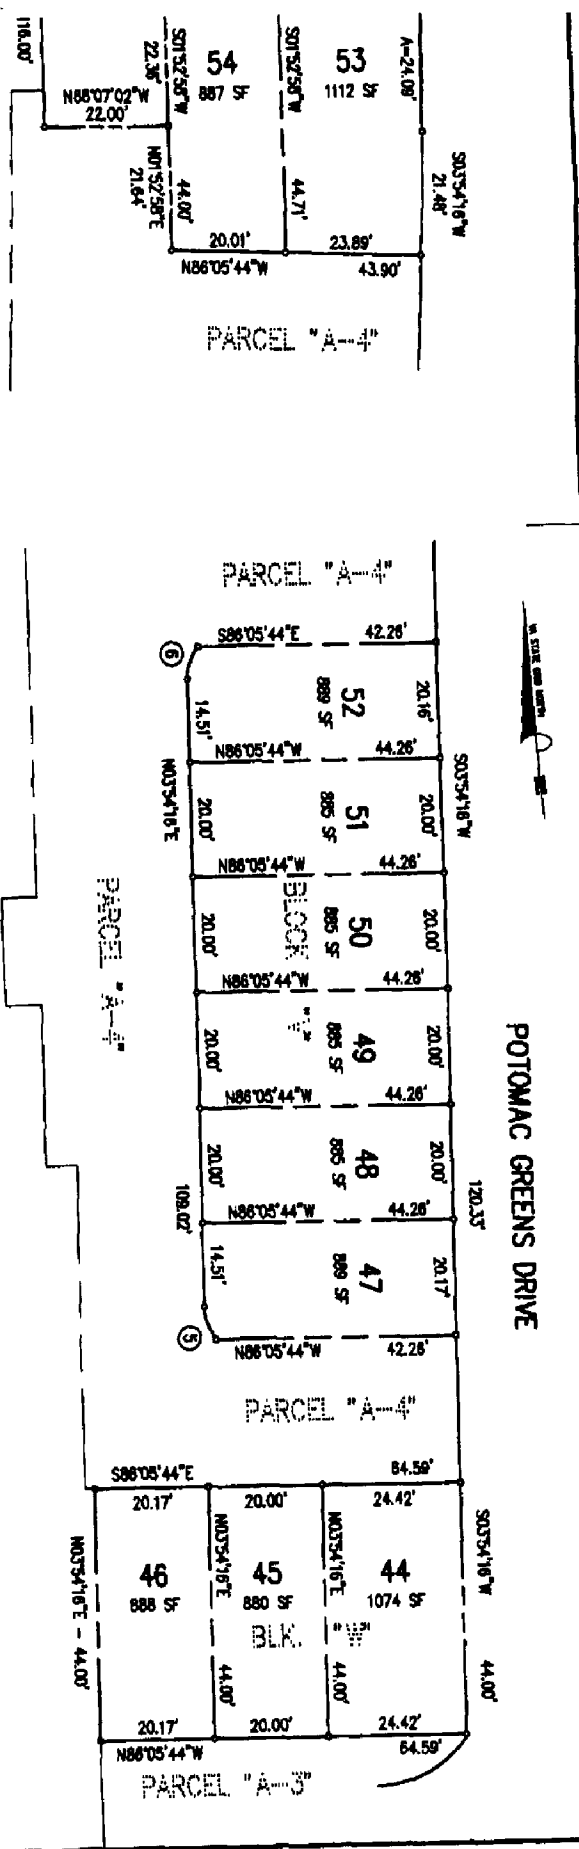 116.00'
N88°07'02"W
22.00'
S01°52'58"W
22.36'
54
887 SF
S01°52'58"W
53
1112 SF
A=24.09'
S03°54'16"W
21.48'
N01°52'58"E
21.64'
44.00'
44.71'
20.01'
23.89'
N86°05'44"W
43.90'
PARCEL "A-4"
PARCEL "A-4"
S86°05'44"E
42.26'
6
52
889 SF
20.16'
14.51'
N86°05'44"W
44.26'
N03°54'16"E
S03°54'16"W
51
885 SF
20.00'
20.00'
N86°05'44"W
44.26'
PARCEL "A-4"
BLOCK
50
885 SF
20.00'
20.00'
N86°05'44"W
44.26'
49
885 SF
20.00'
20.00'
POTOMAC GREENS DRIVE
N86°05'44"W
44.26'
48
885 SF
20.00'
20.00'
109.02'
120.33'
N86°05'44"W
44.26'
47
889 SF
14.51'
20.17'
5
N86°05'44"W
42.26'
PARCEL "A-4"
S86°05'44"E
64.59'
20.17'
20.00'
24.42'
N03°54'16"E - 44.00'
46
888 SF
N03°54'16"E
44.00'
45
880 SF
N03°54'16"E
44.00'
44
1074 SF
S03°54'16"W
44.00'
BLK. "W"
20.17'
20.00'
24.42'
N86°05'44"W
64.59'
PARCEL "A-3"